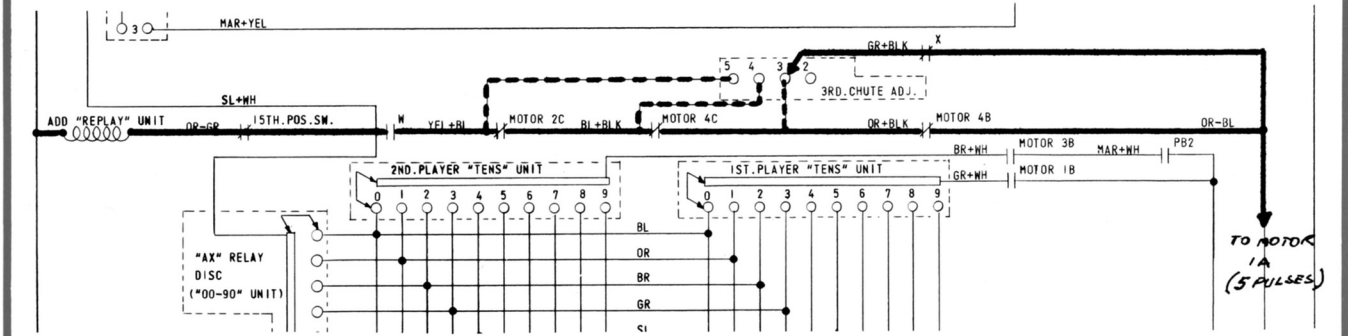 3
MAR+YEL
GR+BLK
X
5 4 3 2
3RD.CHUTE ADJ.
SL+WH
ADD "REPLAY" UNIT
OR-GR
15TH.POS.SW.
W
YEL+BL
MOTOR 2C
BL+BLK
MOTOR 4C
OR+BLK
MOTOR 4B
OR-BL
BR+WH
MOTOR 3B
MAR+WH
PB2
2ND.PLAYER "TENS" UNIT
1ST.PLAYER "TENS" UNIT
GR+WH
MOTOR 1B
0 1 2 3 4 5 6 7 8 9
0 1 2 3 4 5 6 7 8 9
BL
OR
BR
GR
"AX" RELAY
DISC
("00-90" UNIT)
TO MOTOR
1A
(5 PULSES)